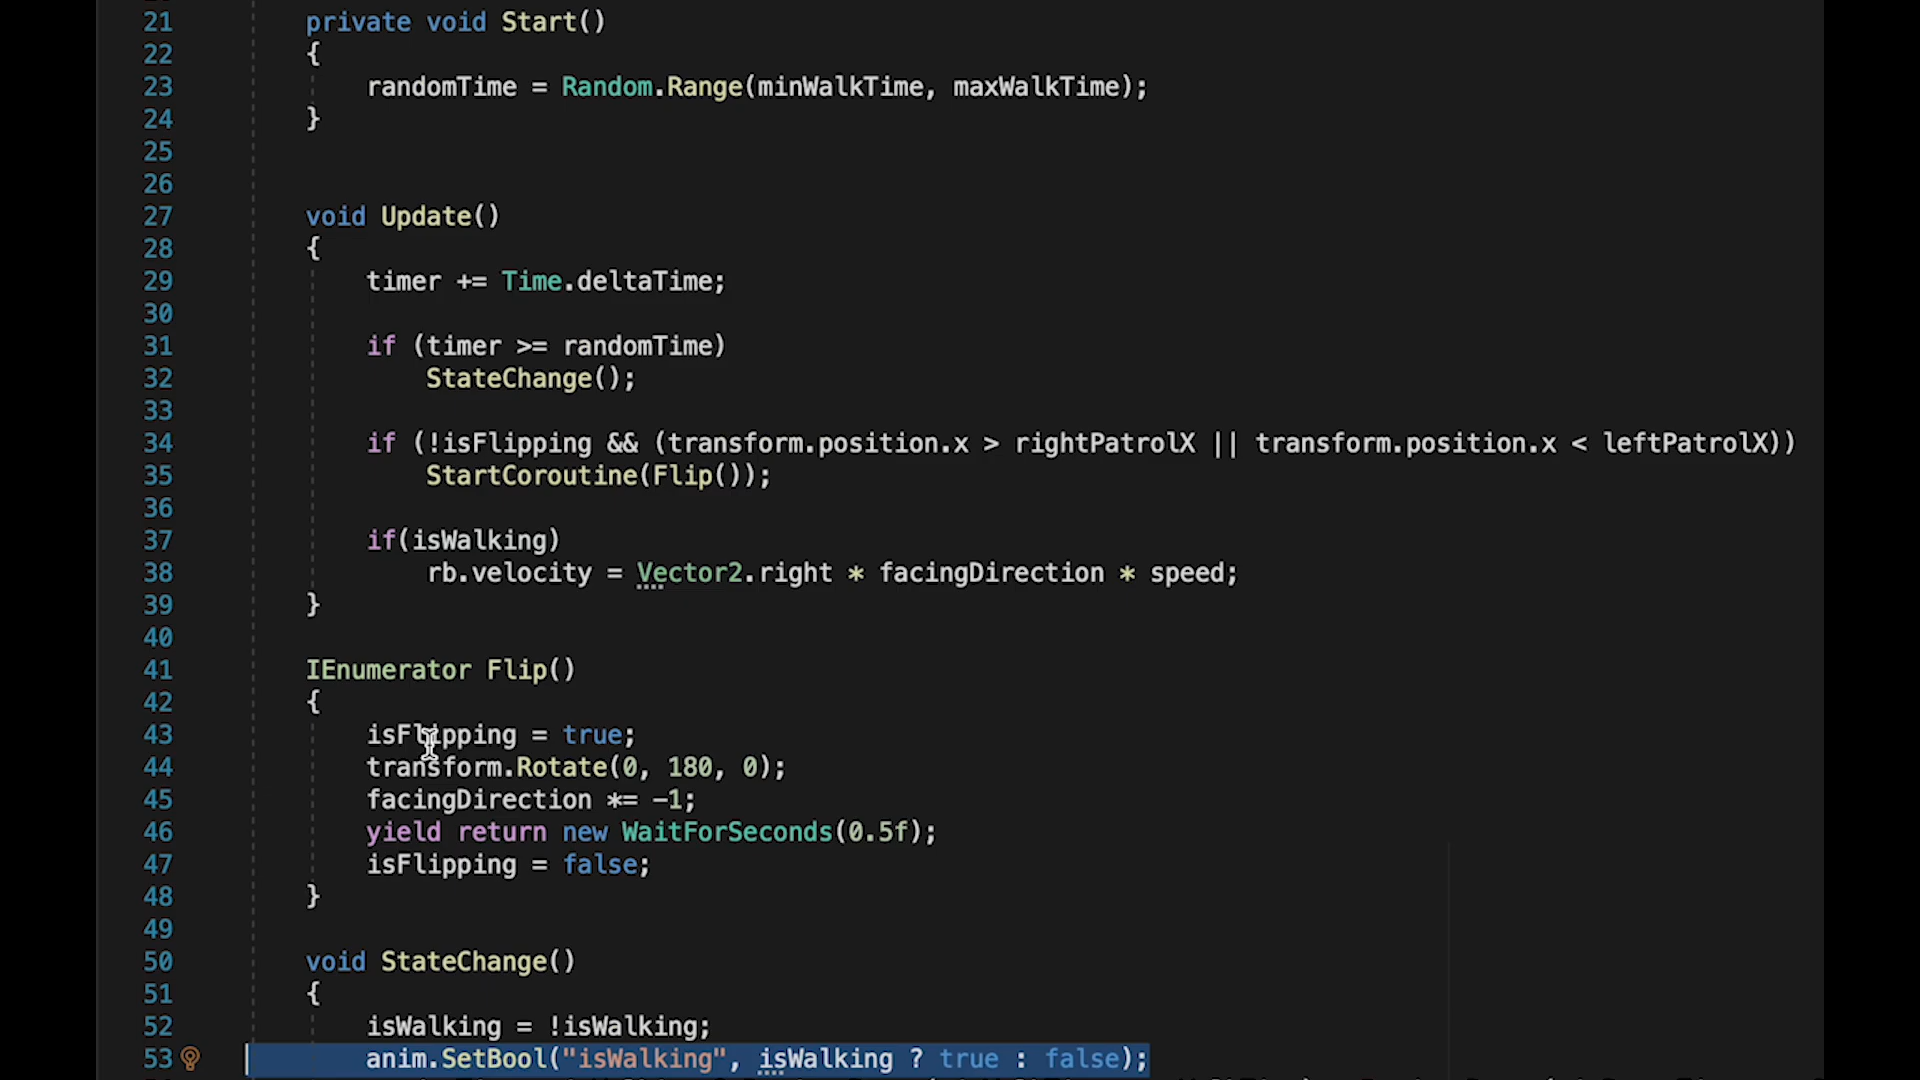 21 private void Start()
22 {
23 randomTime = Random.Range(minWalkTime, maxWalkTime);
24 }
25
26
27 void Update()
28 {
29 timer += Time.deltaTime;
30
31 if (timer >= randomTime)
32 StateChange();
33
34 if (!isFlipping && (transform.position.x > rightPatrolX || transform.position.x < leftPatrolX))
35 StartCoroutine(Flip());
36
37 if(isWalking)
38 rb.velocity = Vector2.right * facingDirection * speed;
39 }
40
41 IEnumerator Flip()
42 {
43 isFlipping = true;
44 transform.Rotate(0, 180, 0);
45 facingDirection *= -1;
46 yield return new WaitForSeconds(0.5f);
47 isFlipping = false;
48 }
49
50 void StateChange()
51 {
52 isWalking = !isWalking;
53 anim.SetBool("isWalking", isWalking ? true : false);